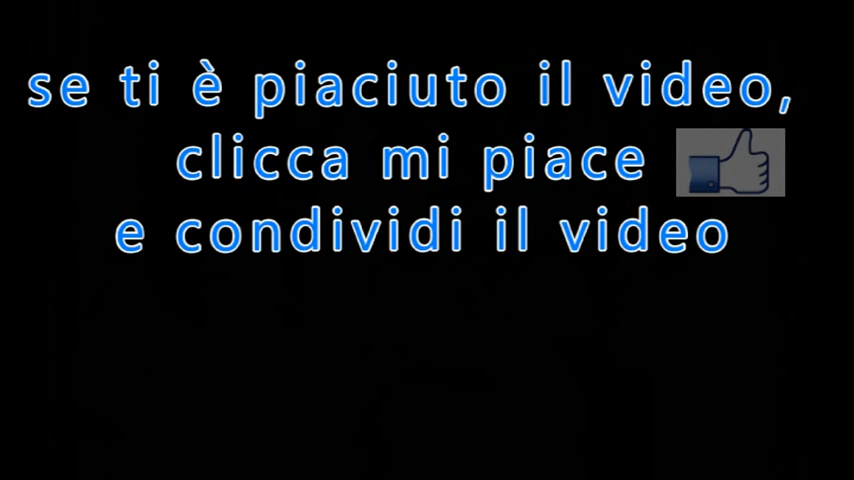 se ti è piaciuto il video,
clicca mi piace
e condividi il video